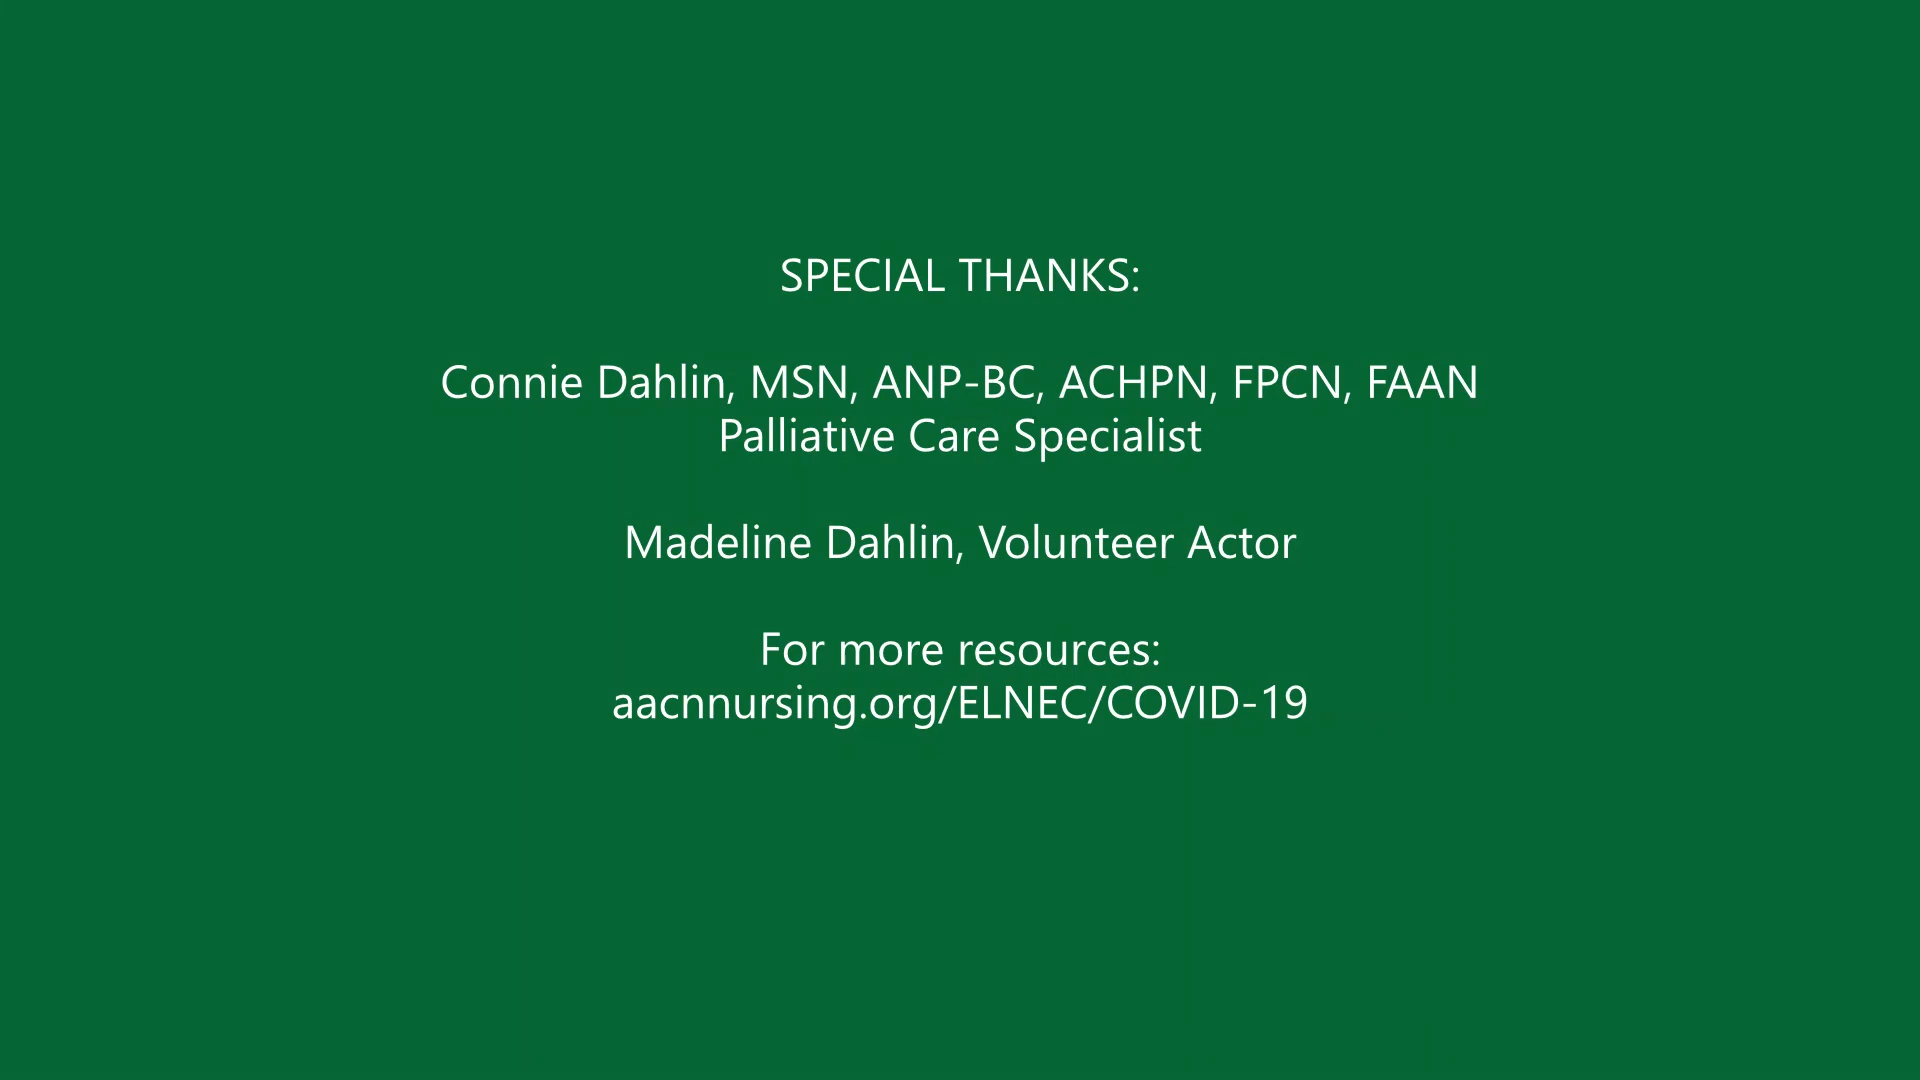 SPECIAL THANKS:
Connie Dahlin, MSN, ANP-BC, ACHPN, FPCN, FAAN
Palliative Care Specialist
Madeline Dahlin, Volunteer Actor
For more resources:
aacnnursing.org/ELNEC/COVID-19